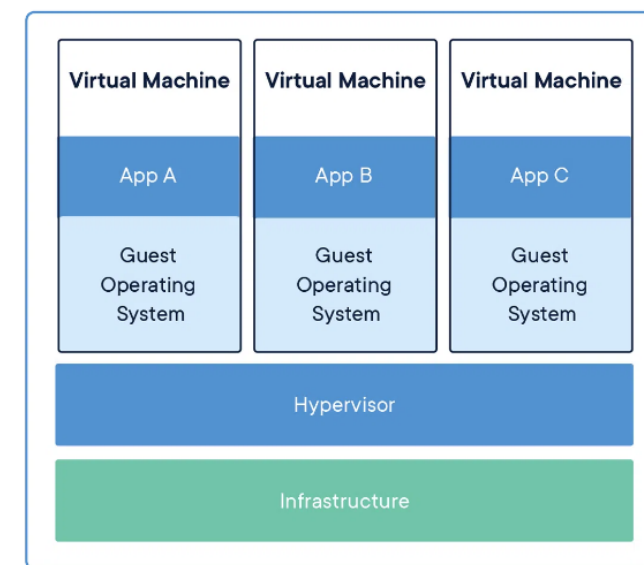 Virtual Machine
Virtual Machine
Virtual Machine
App A
App B
App C
Guest
Operating
System
Guest
Operating
System
Guest
Operating
System
Hypervisor
Infrastructure